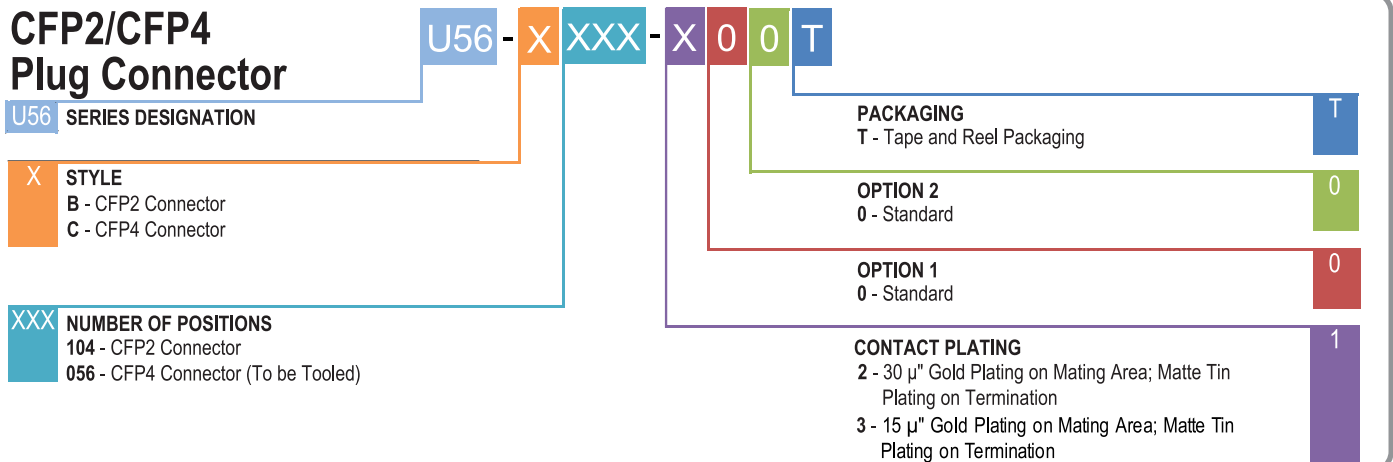 CFP2/CFP4
Plug Connector
U56 - X XXX - X 0 0 T
U56 SERIES DESIGNATION
X STYLE
B - CFP2 Connector
C - CFP4 Connector
XXX NUMBER OF POSITIONS
104 - CFP2 Connector
056 - CFP4 Connector (To be Tooled)
PACKAGING T
T - Tape and Reel Packaging
OPTION 2 0
0 - Standard
OPTION 1 0
0 - Standard
CONTACT PLATING 1
2 - 30 µ" Gold Plating on Mating Area; Matte Tin
Plating on Termination
3 - 15 µ" Gold Plating on Mating Area; Matte Tin
Plating on Termination